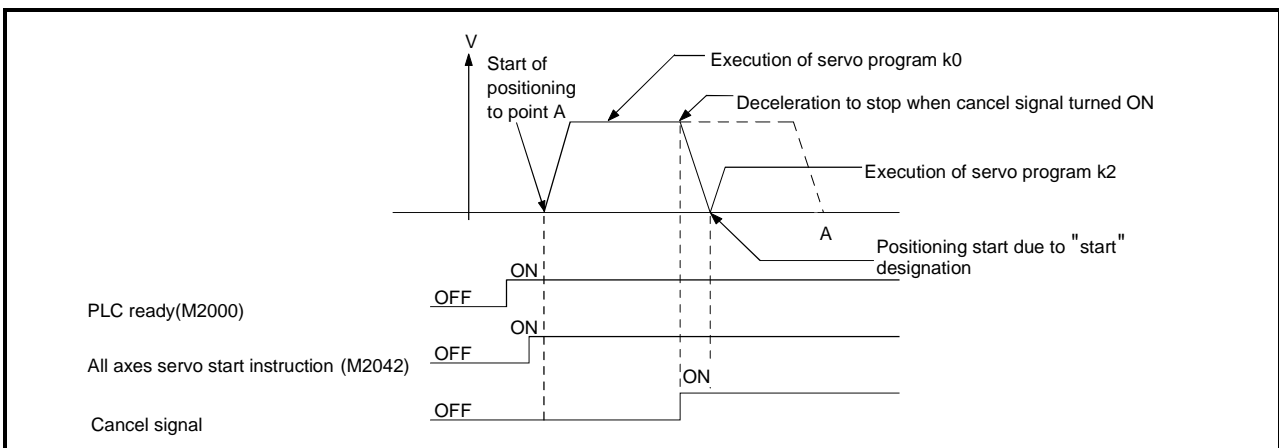 V
Start of
positioning
to point A
Execution of servo program k0
Deceleration to stop when cancel signal turned ON
Execution of servo program k2
A
Positioning start due to "start"
designation
ON
OFF
PLC ready(M2000)
ON
OFF
All axes servo start instruction (M2042)
ON
OFF
Cancel signal